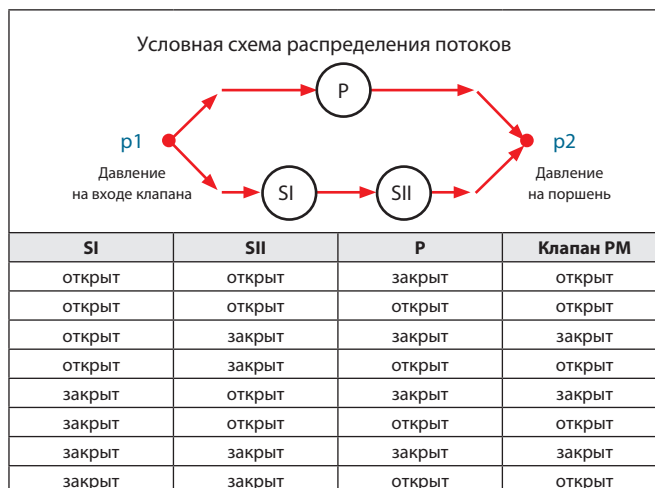 Условная схема распределения потоков
P
p1
p2
Давление
на входе клапана
Давление
на поршень
SI
SII
SI SII P Клапан PM
открыт открыт закрыт открыт
открыт открыт открыт открыт
открыт закрыт закрыт закрыт
открыт закрыт открыт открыт
закрыт открыт закрыт закрыт
закрыт открыт открыт открыт
закрыт закрыт закрыт закрыт
закрыт закрыт открыт открыт